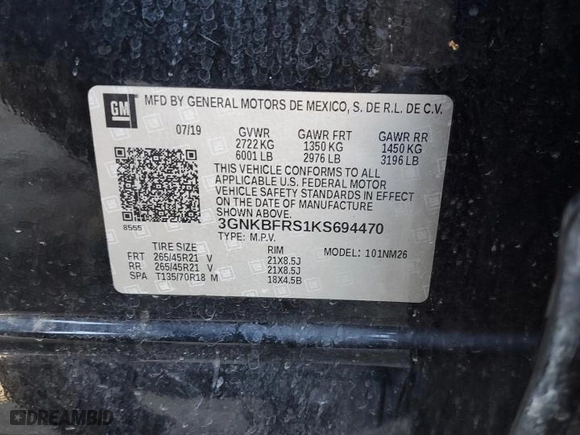 GM
MFD BY GENERAL MOTORS DE MEXICO, S. DE R.L. DE C.V.
07/19 GVWR GAWR FRT GAWR RR
2722 KG 1350 KG 1450 KG
6001 LB 2976 LB 3196 LB
THIS VEHICLE CONFORMS TO ALL
APPLICABLE U.S. FEDERAL MOTOR
VEHICLE SAFETY STANDARDS IN EFFECT
ON THE DATE OF MANUFACTURE
SHOWN ABOVE.
8555 3GNKBFRS1KS694470
TYPE: M.P.V. MODEL: 101NM26
TIRE SIZE RIM
FRT 265/45R21 V 21X8.5J
RR 265/45R21 V 21X8.5J
SPA T135/70R18 M 18X4.5B
DREAMBID